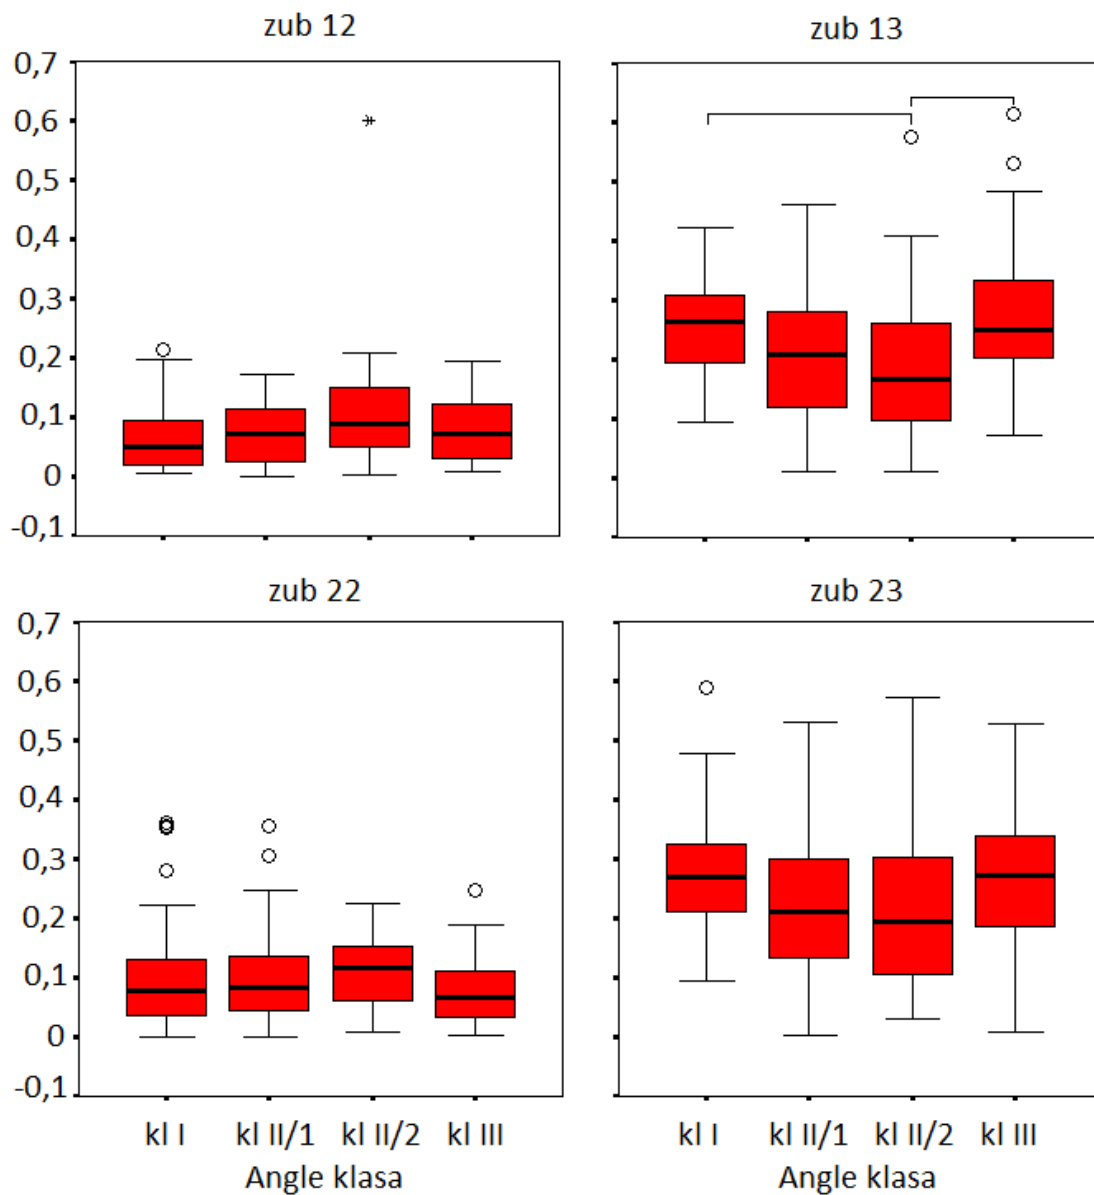 zub 12
zub 13
0,7
0,6
0,5
0,4
0,3
0,2
0,1
0
-0,1
zub 22
zub 23
0,7
0,6
0,5
0,4
0,3
0,2
0,1
0
-0,1
kl I kl II/1 kl II/2 kl III
kl I kl II/1 kl II/2 kl III
Angle klasa
Angle klasa